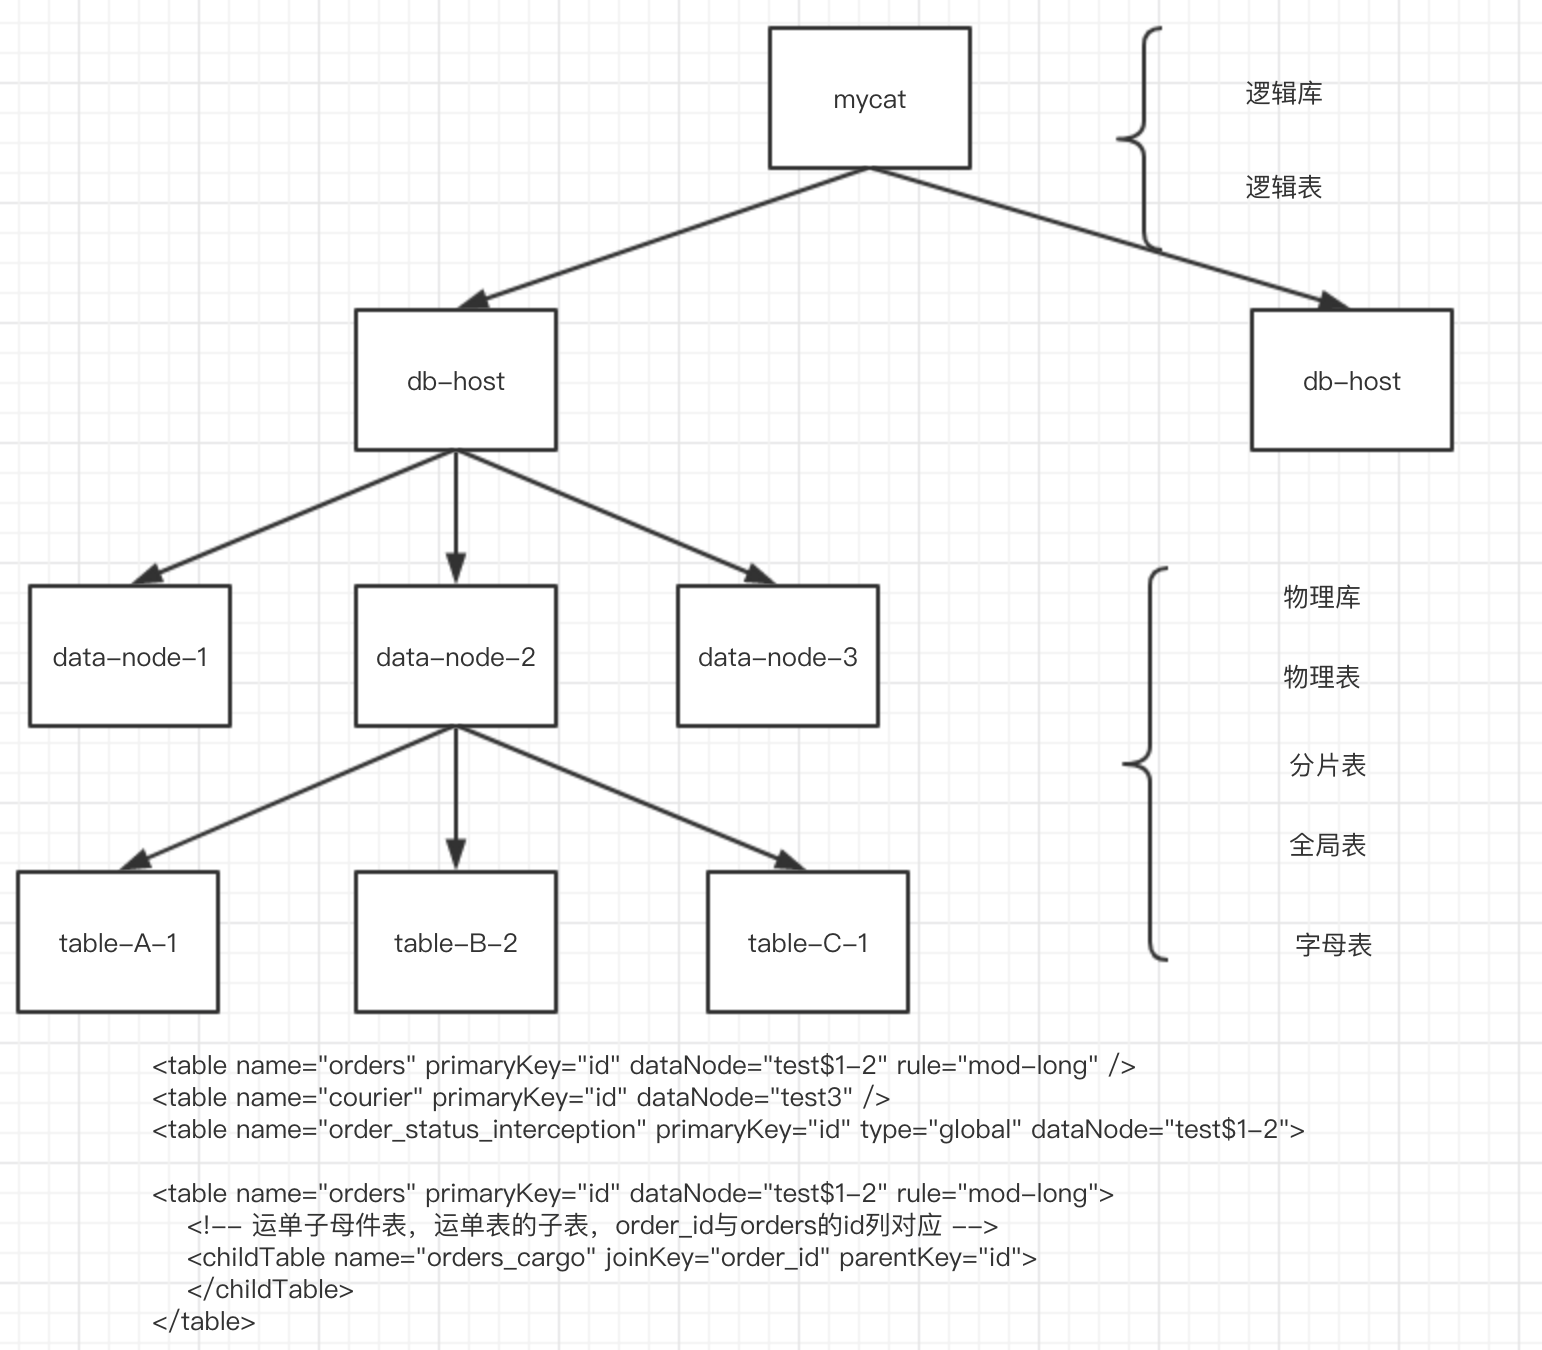 mycat
逻辑库
逻辑表
db-host
db-host
data-node-1
data-node-2
data-node-3
物理库
物理表
分片表
全局表
table-A-1
table-B-2
table-C-1
字母表
<table name="orders" primaryKey="id" dataNode="test$1-2" rule="mod-long" />
<table name="courier" primaryKey="id" dataNode="test3" />
<table name="order_status_interception" primaryKey="id" type="global" dataNode="test$1-2">
<table name="orders" primaryKey="id" dataNode="test$1-2" rule="mod-long">
<!-- 运单子母件表，运单表的子表，order_id与orders的id列对应 -->
<childTable name="orders_cargo" joinKey="order_id" parentKey="id">
</childTable>
</table>